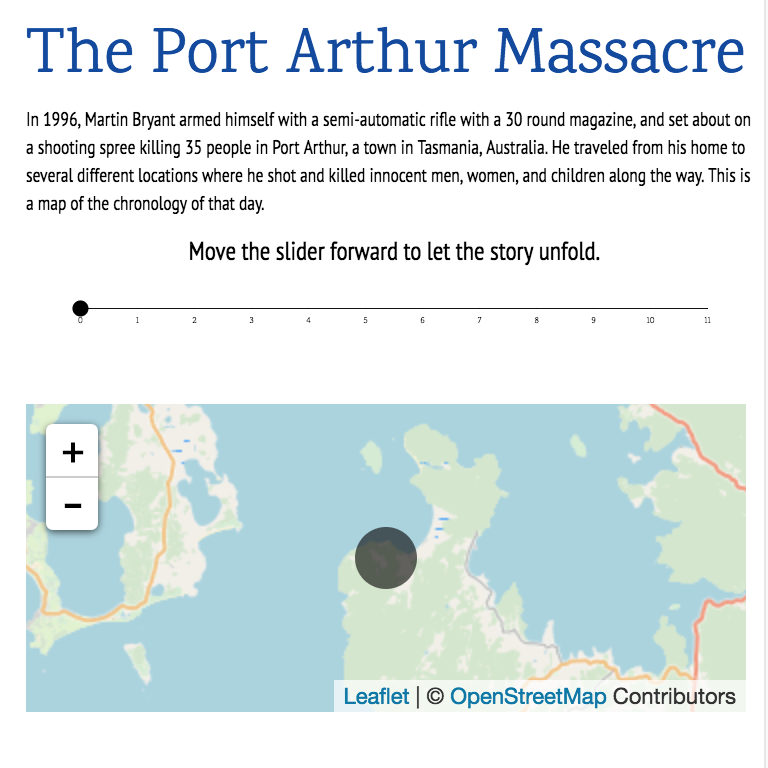 The Port Arthur Massacre
In 1996, Martin Bryant armed himself with a semi-automatic rifle with a 30 round magazine, and set about on
a shooting spree killing 35 people in Port Arthur, a town in Tasmania, Australia. He traveled from his home to
several different locations where he shot and killed innocent men, women, and children along the way. This is
a map of the chronology of that day.
Move the slider forward to let the story unfold.
0 1 2 3 4 5 6 7 8 9 10 11
+
−
Leaflet | © OpenStreetMap Contributors